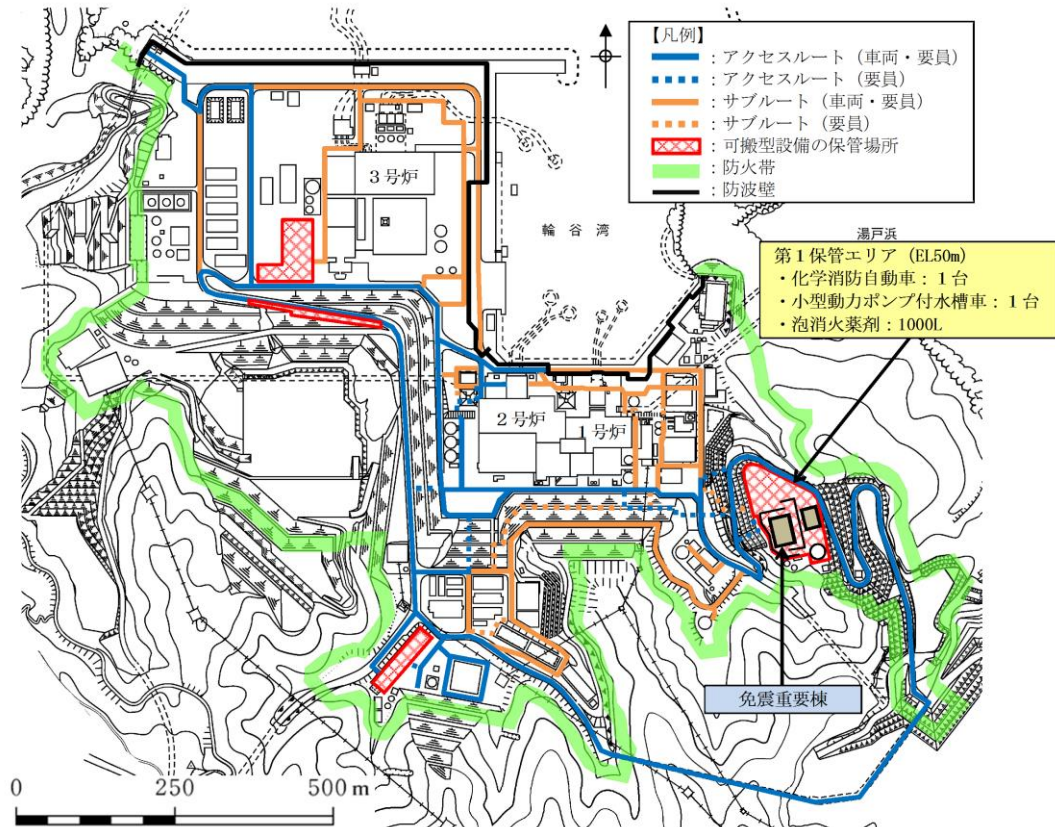 【凡例】
：アクセスルート（車両・要員）
：アクセスルート（要員）
：サブルート（車両・要員）
：サブルート（要員）
：可搬型設備の保管場所
：防火帯
：防波壁
3号炉
輪谷湾
湯戸浜
第1保管エリア（EL50m）
・化学消防自動車：1台
・小型動力ポンプ付水槽車：1台
・泡消火薬剤：1000L
2号炉
1号炉
免震重要棟
0 250 500 m